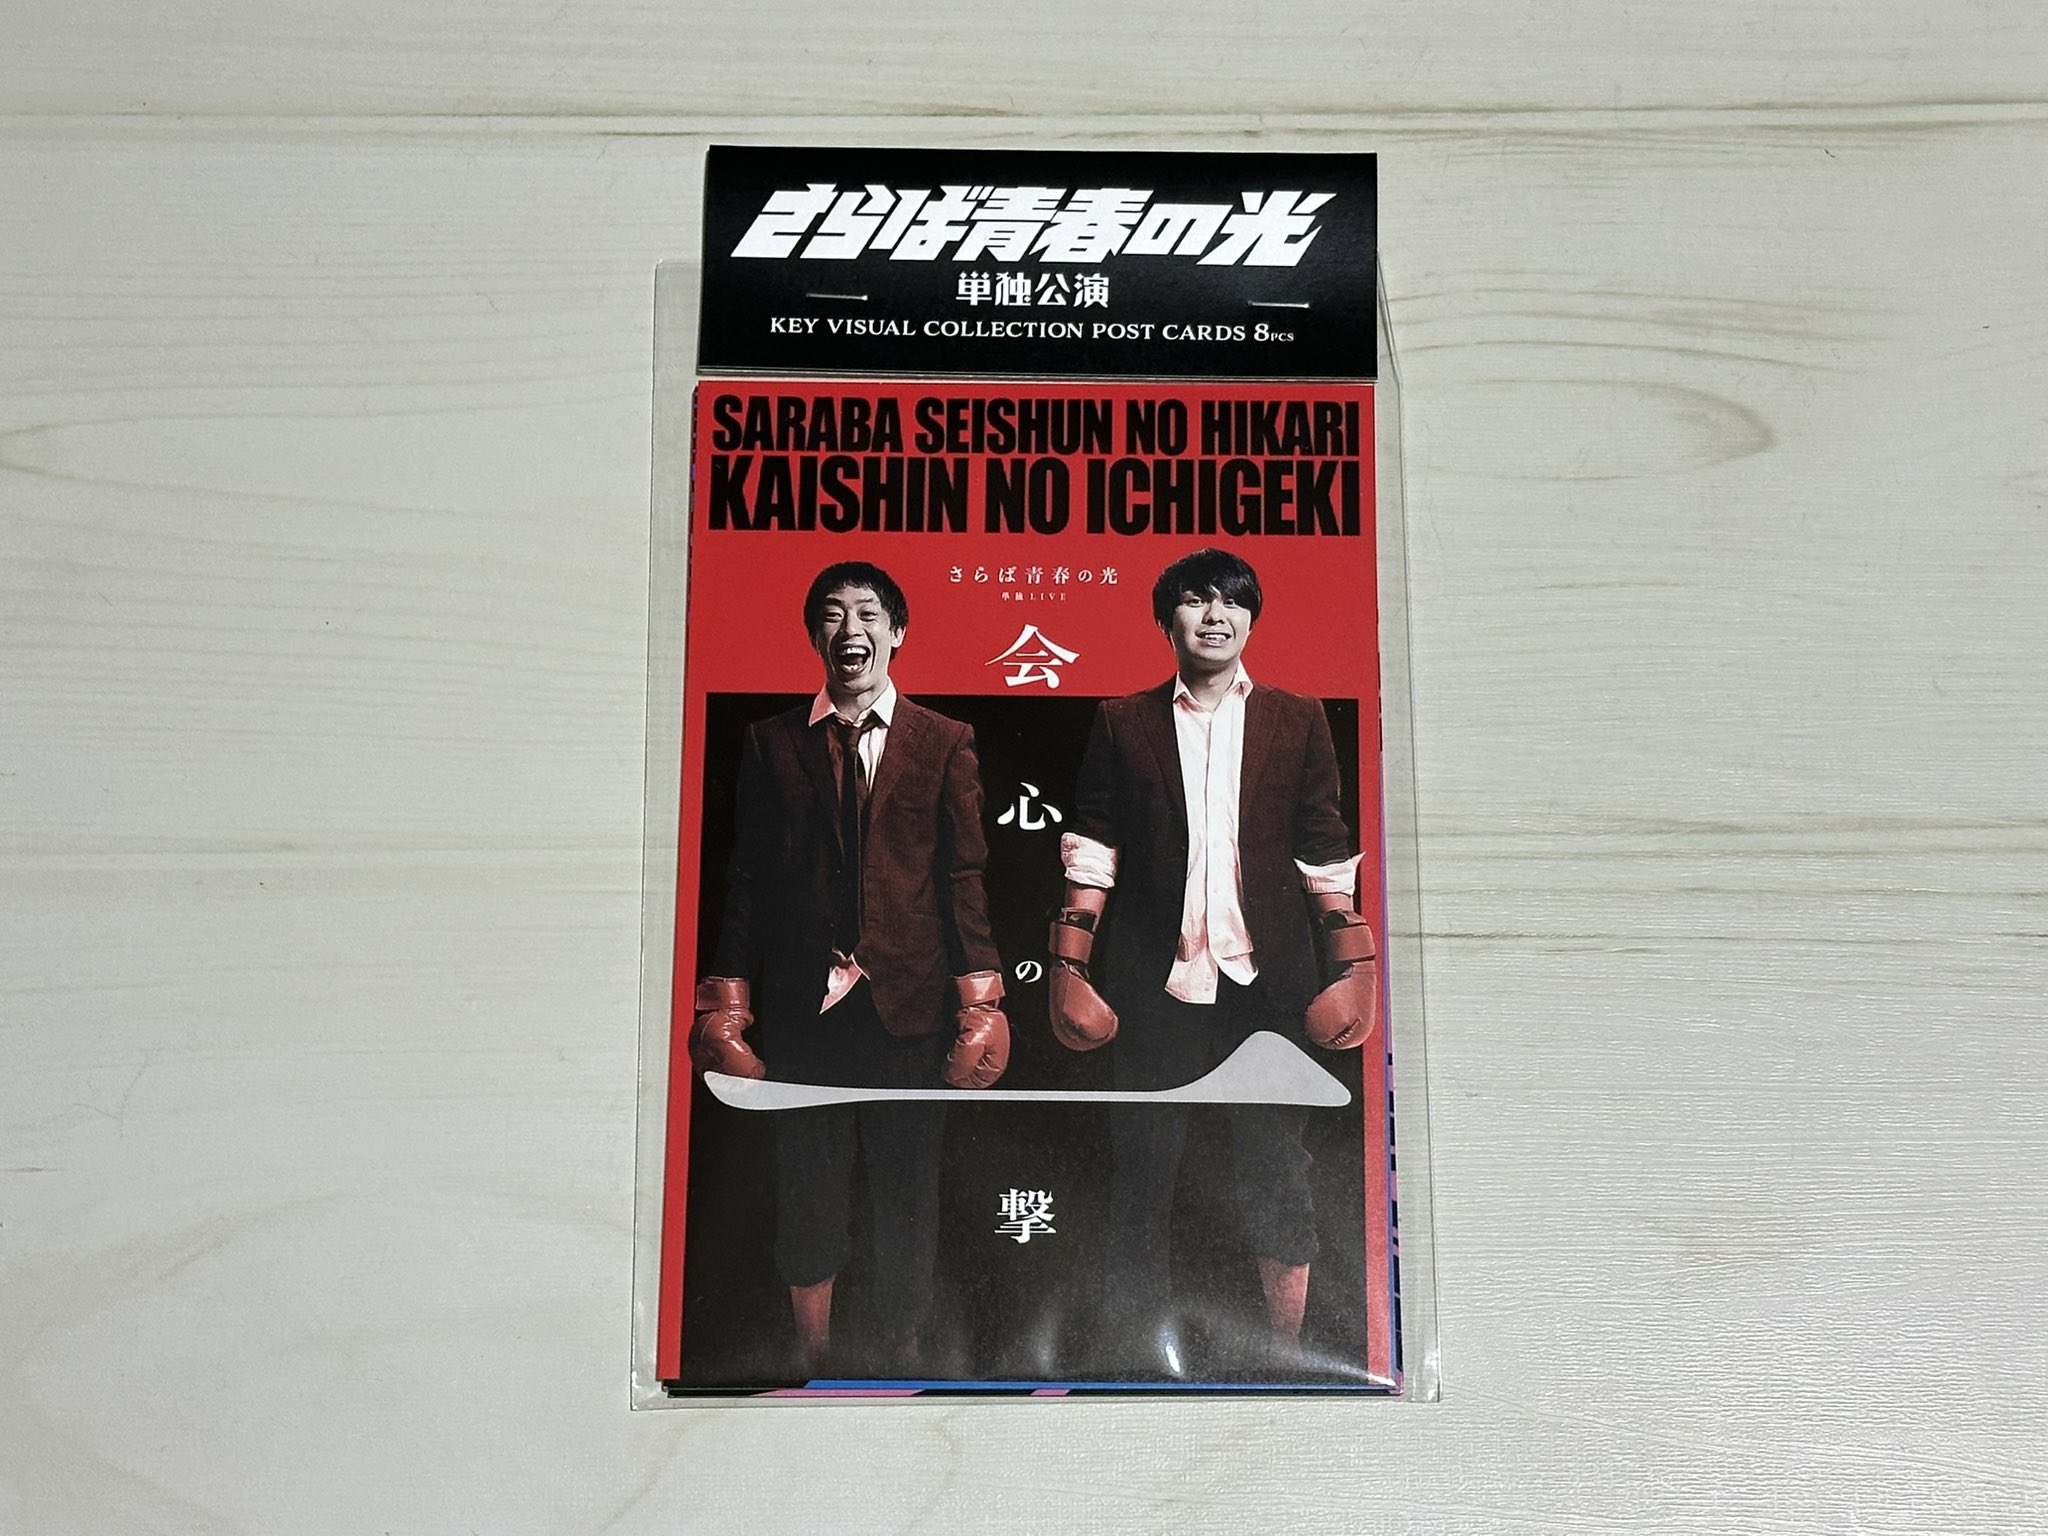 さらば青春の光
単独公演
KEY VISUAL COLLECTION POST CARDS 8PCS
SARABA SEISHUN NO HIKARI
KAISHIN NO ICHIGEKI
さらば青春の光
単独LIVE
会心の一撃